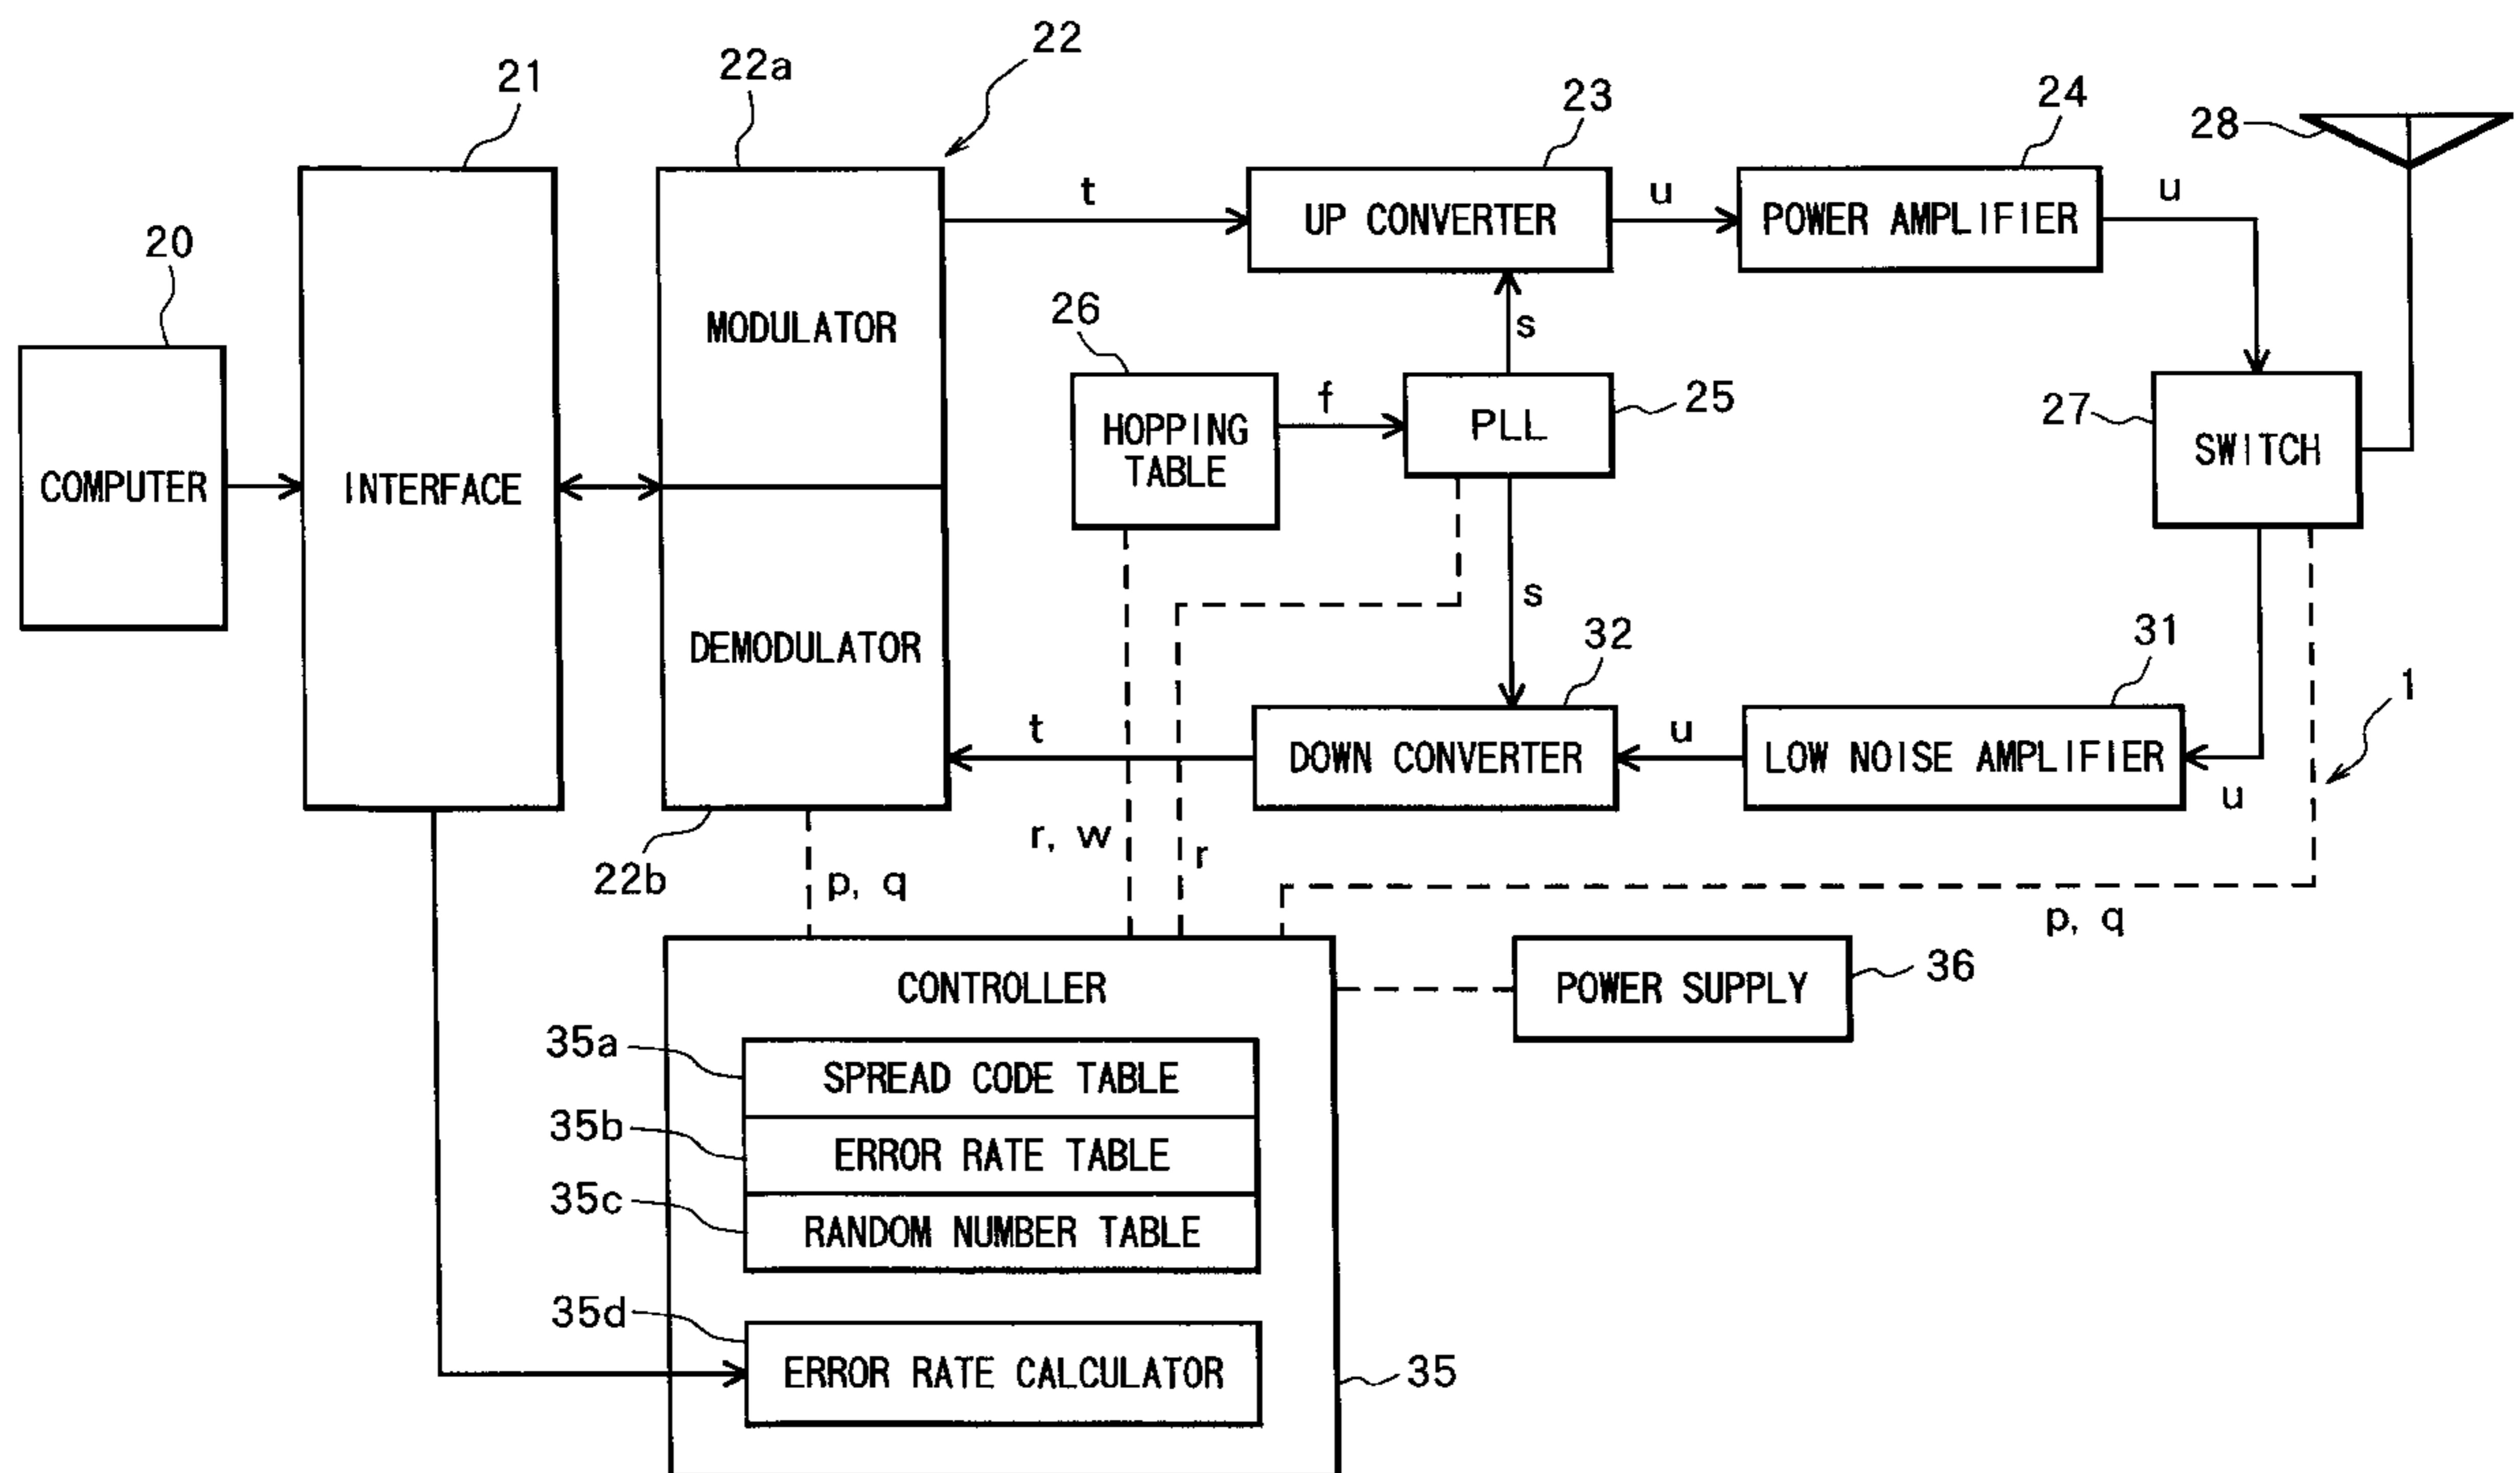 22
22a
21
23
24
28
t
u
u
UP CONVERTER
POWER AMPLIFIER
20
26
MODULATOR
s
f
25
27
HOPPING
TABLE
PLL
SWITCH
COMPUTER
INTERFACE
s
DEMODULATOR
32
31
1
t
u
DOWN CONVERTER
LOW NOISE AMPLIFIER
u
r, w
r
22b
p, q
p, q
CONTROLLER
POWER SUPPLY
36
35a
SPREAD CODE TABLE
35b
ERROR RATE TABLE
35c
RANDOM NUMBER TABLE
35d
ERROR RATE CALCULATOR
35